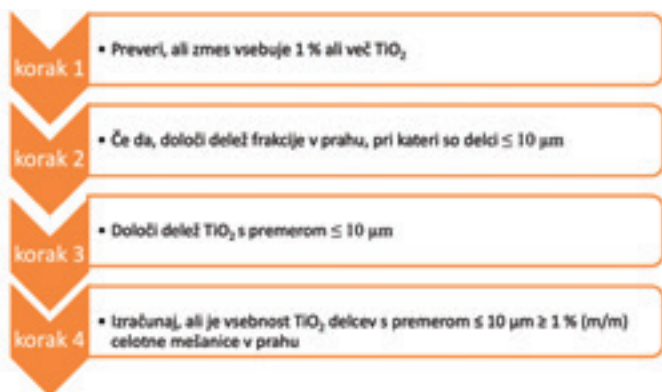 korak 1
• Preveri, ali zmes vsebuje 1 % ali več TiO₂
korak 2
• Če da, določi delež frakcije v prahu, pri kateri so delci ≤ 10 µm
korak 3
• Določi delež TiO₂ s premerom ≤ 10 µm
korak 4
• Izračunaj, ali je vsebnost TiO₂ delcev s premerom ≤ 10 µm ≥ 1 % (m/m)
celotne mešanice v prahu